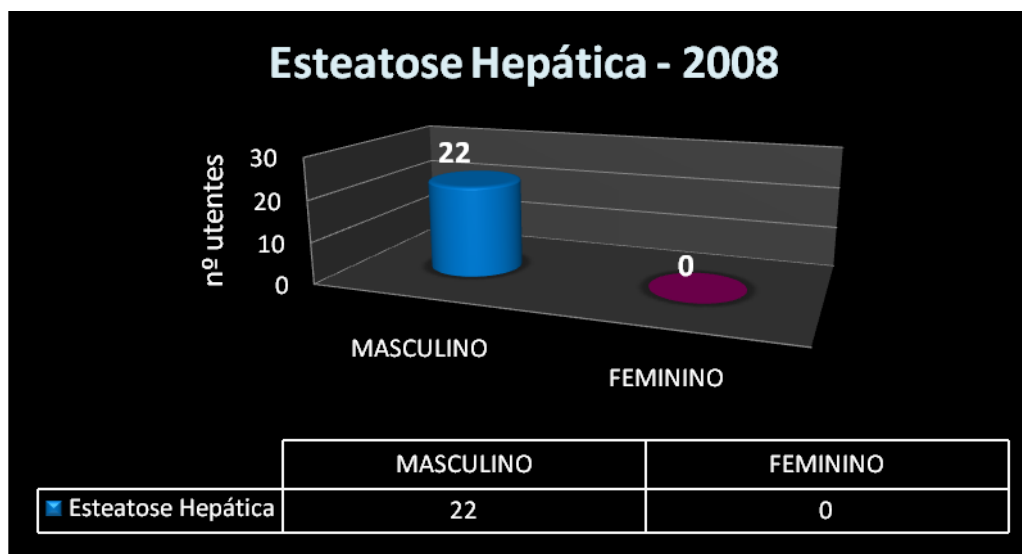 Esteatose Hepática - 2008
nº utentes
30
20
10
0
22
0
MASCULINO
FEMININO
MASCULINO FEMININO
Esteatose Hepática 22 0